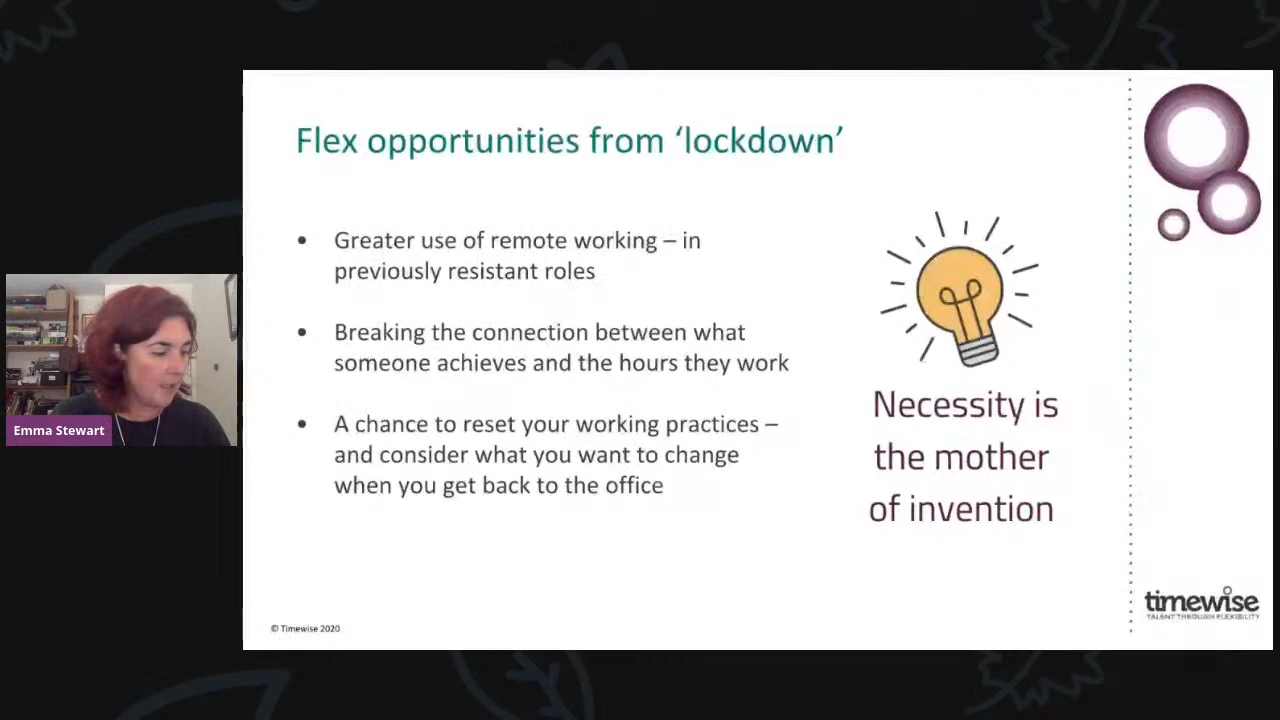 Flex opportunities from ‘lockdown’
• Greater use of remote working – in
previously resistant roles
• Breaking the connection between what
someone achieves and the hours they work
• A chance to reset your working practices –
and consider what you want to change
when you get back to the office
Necessity is
the mother
of invention
Emma Stewart
© Timewise 2020
timewise
TALENT THROUGH FLEXIBILITY